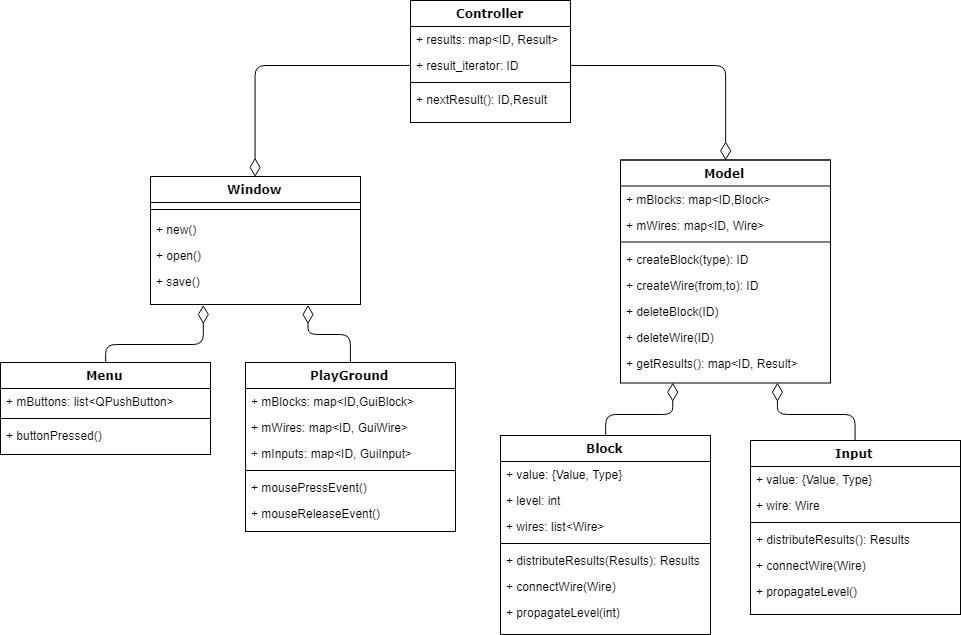 Controller
+ results: map<ID, Result>
+ result_iterator: ID
+ nextResult(): ID,Result
Window
+ new()
+ open()
+ save()
Model
+ mBlocks: map<ID,Block>
+ mWires: map<ID, Wire>
+ createBlock(type): ID
+ createWire(from,to): ID
+ deleteBlock(ID)
+ deleteWire(ID)
+ getResults(): map<ID, Result>
Menu
+ mButtons: list<QPushButton>
+ buttonPressed()
PlayGround
+ mBlocks: map<ID,GuiBlock>
+ mWires: map<ID, GuiWire>
+ mInputs: map<ID, GuiInput>
+ mousePressEvent()
+ mouseReleaseEvent()
Block
+ value: {Value, Type}
+ level: int
+ wires: list<Wire>
+ distributeResults(Results): Results
+ connectWire(Wire)
+ propagateLevel(int)
Input
+ value: {Value, Type}
+ wire: Wire
+ distributeResults(): Results
+ connectWire(Wire)
+ propagateLevel()